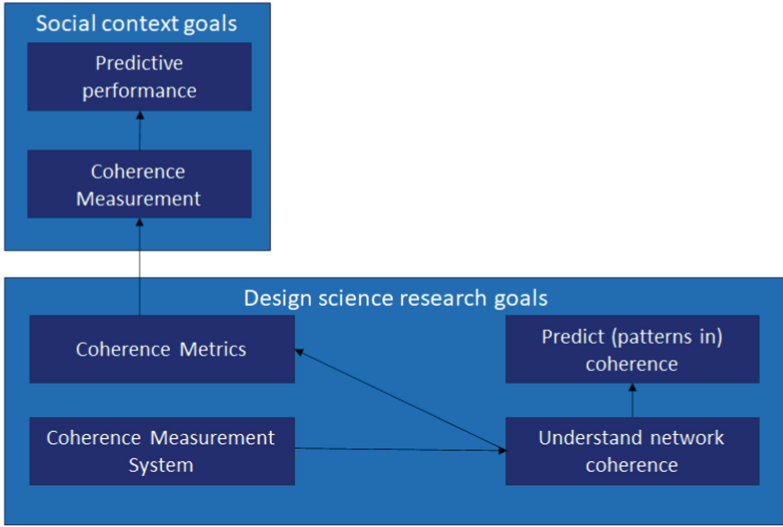 Social context goals
Predictive
performance
Coherence
Measurement
Design science research goals
Coherence Metrics
Predict (patterns in)
coherence
Coherence Measurement
System
Understand network
coherence